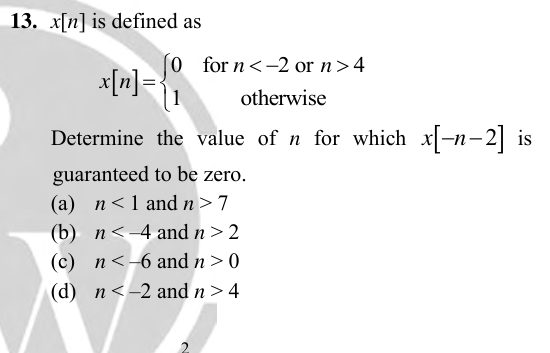 13. x[n] is defined as
x[n] = {0 for n < –2 or n > 4
1 otherwise
Determine the value of n for which x[–n – 2] is
guaranteed to be zero.
(a) n < 1 and n > 7
(b) n < –4 and n > 2
(c) n < –6 and n > 0
(d) n < –2 and n > 4
2